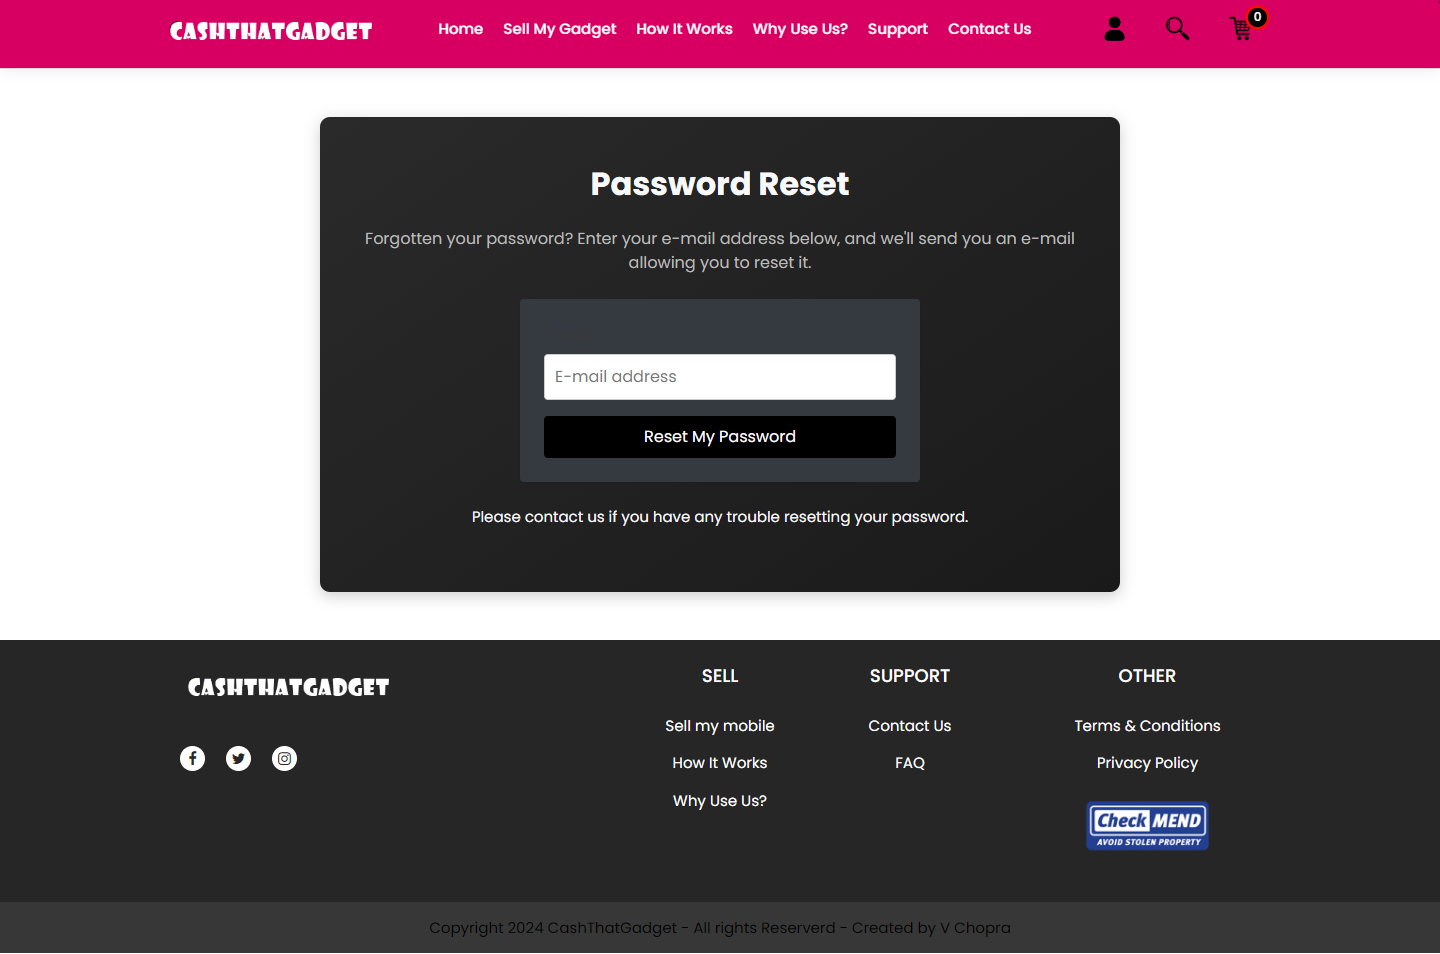 CASHTHATGADGET
Home Sell My Gadget How It Works Why Use Us? Support Contact Us
0
Password Reset
Forgotten your password? Enter your e-mail address below, and we'll send you an e-mail
allowing you to reset it.
E-mail address
Reset My Password
Please contact us if you have any trouble resetting your password.
CASHTHATGADGET
SELL
Sell my mobile
How It Works
Why Use Us?
SUPPORT
Contact Us
FAQ
OTHER
Terms & Conditions
Privacy Policy
Check MEND
AVOID STOLEN PROPERTY
Copyright 2024 CashThatGadget - All rights Reserverd - Created by V Chopra